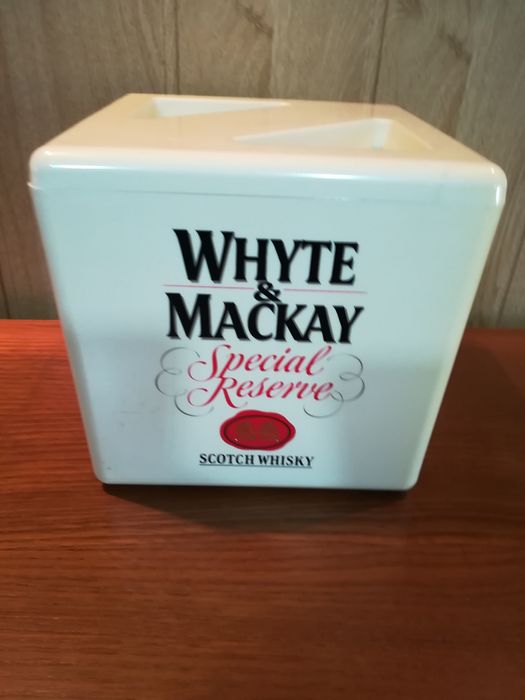 WHYTE
&
MACKAY
Special
Reserve
SCOTCH WHISKY